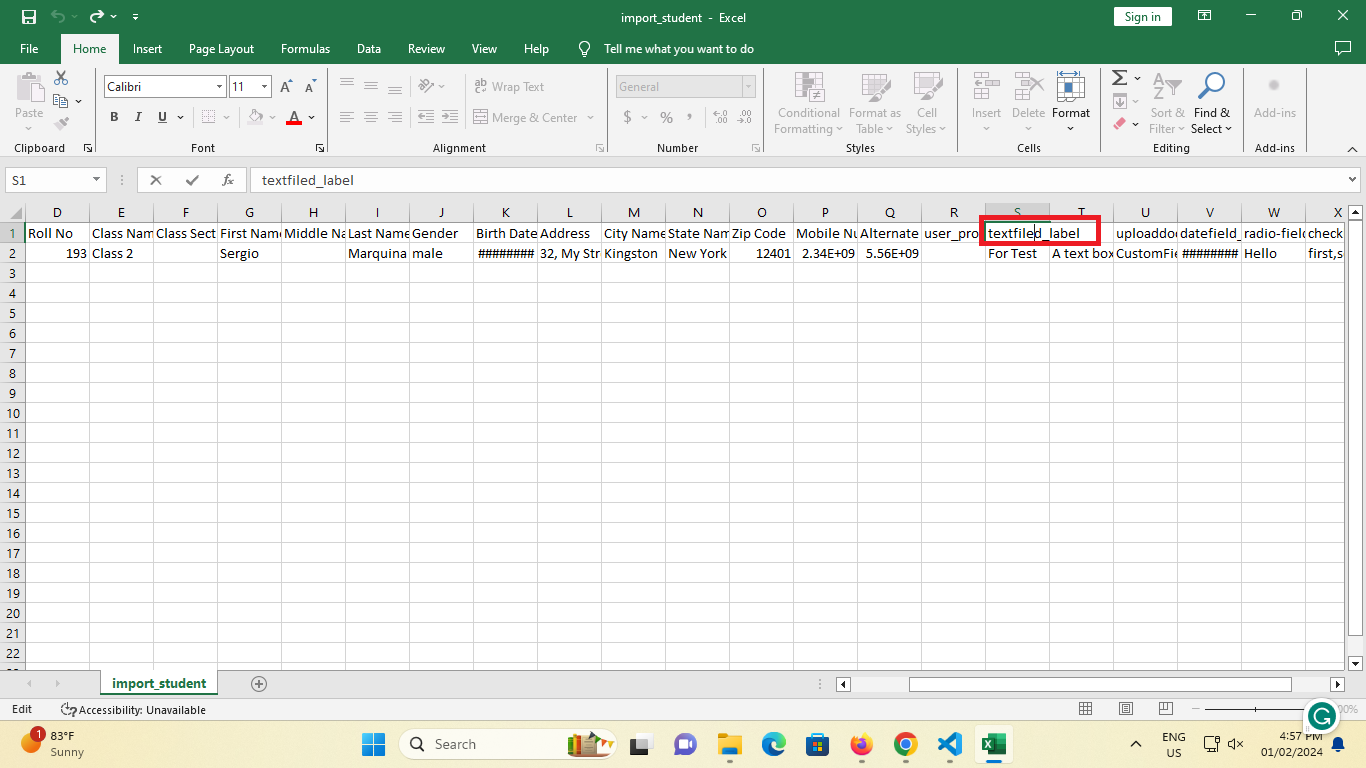 import_student - Excel
Sign in
File Home Insert Page Layout Formulas Data Review View Help Tell me what you want to do
Paste
Clipboard
Calibri 11
B I U A
Font
Wrap Text
Merge & Center
Alignment
General
$ % ,
Number
Conditional Formatting
Format as Table
Cell Styles
Styles
Insert Delete Format
Cells
Sort & Filter
Find & Select
Editing
Add-ins
Add-ins
S1 fx textfiled_label
D E F G H I J K L M N O P Q R S T U V W X
1 Roll No Class Nam Class Sect First Name Middle Na Last Name Gender Birth Date Address City Name State Nam Zip Code Mobile Nu Alternate user_pro textfiled_label uploaddoc datefield_ radio-field check
2 193 Class 2 Sergio Marquina male ######## 32, My Str Kingston New York 12401 2.34E+09 5.56E+09 For Test A text box CustomFie ######## Hello first,s
3
4
5
6
7
8
9
10
11
12
13
14
15
16
17
18
19
20
21
22
import_student
Edit Accessibility: Unavailable
1 83°F
Sunny
Search
ENG
US
4:57 PM
01/02/2024